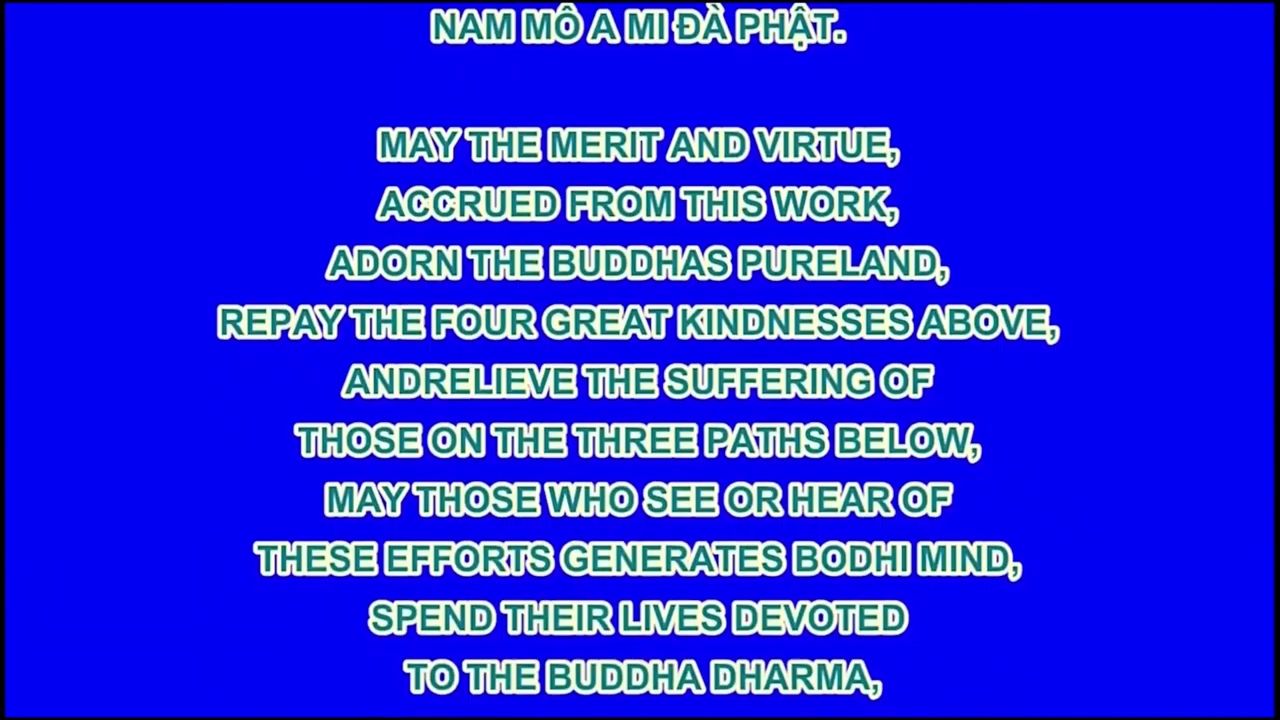 NAM MÔ A MI ĐÀ PHẬT.
MAY THE MERIT AND VIRTUE,
ACCRUED FROM THIS WORK,
ADORN THE BUDDHAS PURELAND,
REPAY THE FOUR GREAT KINDNESSES ABOVE,
ANDRELIEVE THE SUFFERING OF
THOSE ON THE THREE PATHS BELOW,
MAY THOSE WHO SEE OR HEAR OF
THESE EFFORTS GENERATES BODHI MIND,
SPEND THEIR LIVES DEVOTED
TO THE BUDDHA DHARMA,